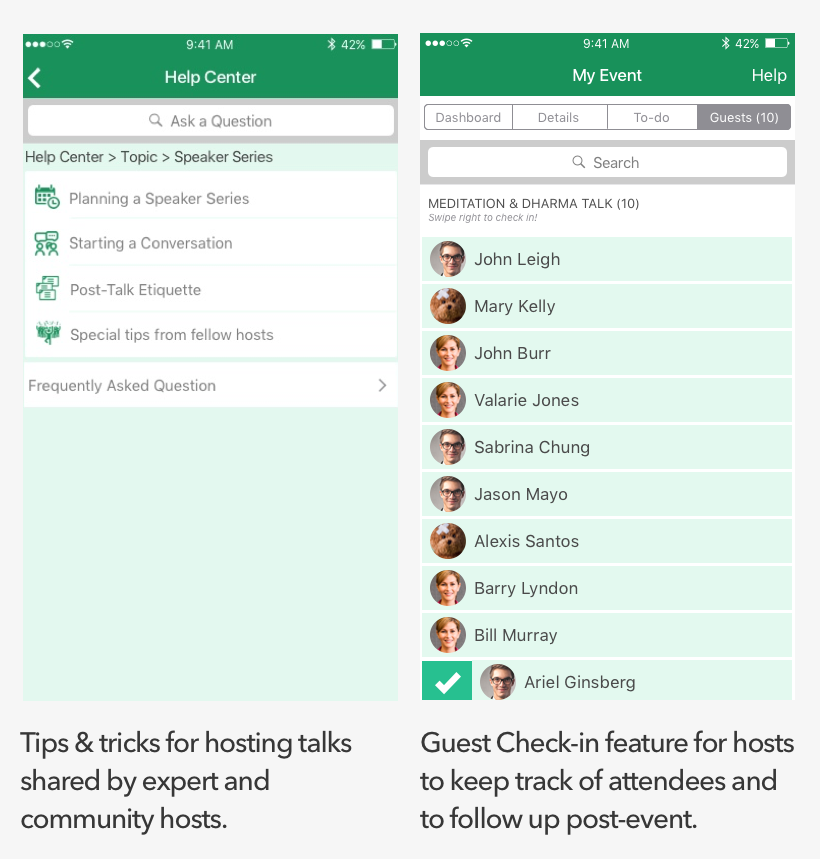 9:41 AM
42%
Help Center
Ask a Question
Help Center > Topic > Speaker Series
Planning a Speaker Series
Starting a Conversation
Post-Talk Etiquette
Special tips from fellow hosts
Frequently Asked Question
Tips & tricks for hosting talks
shared by expert and
community hosts.
9:41 AM
42%
My Event
Help
Dashboard
Details
To-do
Guests (10)
Search
MEDITATION & DHARMA TALK (10)
Swipe right to check in!
John Leigh
Mary Kelly
John Burr
Valarie Jones
Sabrina Chung
Jason Mayo
Alexis Santos
Barry Lyndon
Bill Murray
Ariel Ginsberg
Guest Check-in feature for hosts
to keep track of attendees and
to follow up post-event.